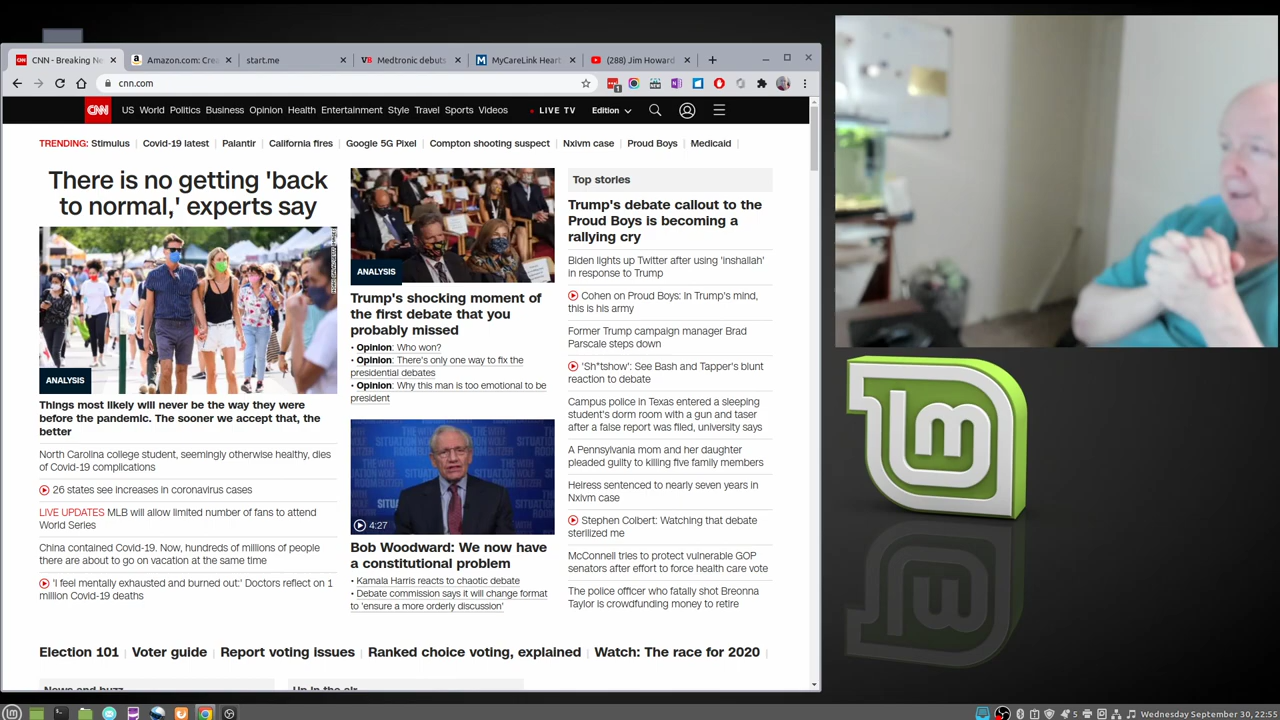 CNN - Breaking Ne
Amazon.com: Crea
start.me
Medtronic debuts
MyCareLink Heart
(288) Jim Howard
cnn.com
CNN
US World Politics Business Opinion Health Entertainment Style Travel Sports Videos
LIVE TV
Edition
TRENDING: Stimulus Covid-19 latest Palantir California fires Google 5G Pixel Compton shooting suspect Nxivm case Proud Boys Medicaid
There is no getting 'back
to normal,' experts say
ANALYSIS
Things most likely will never be the way they were
before the pandemic. The sooner we accept that, the
better
North Carolina college student, seemingly otherwise healthy, dies
of Covid-19 complications
26 states see increases in coronavirus cases
LIVE UPDATES MLB will allow limited number of fans to attend
World Series
China contained Covid-19. Now, hundreds of millions of people
there are about to go on vacation at the same time
'I feel mentally exhausted and burned out:' Doctors reflect on 1
million Covid-19 deaths
ANALYSIS
Trump's shocking moment of
the first debate that you
probably missed
• Opinion: Who won?
• Opinion: There's only one way to fix the
presidential debates
• Opinion: Why this man is too emotional to be
president
4:27
Bob Woodward: We now have
a constitutional problem
• Kamala Harris reacts to chaotic debate
• Debate commission says it will change format
to 'ensure a more orderly discussion'
Top stories
Trump's debate callout to the
Proud Boys is becoming a
rallying cry
Biden lights up Twitter after using 'inshallah'
in response to Trump
Cohen on Proud Boys: In Trump's mind,
this is his army
Former Trump campaign manager Brad
Parscale steps down
'Sh*tshow': See Bash and Tapper's blunt
reaction to debate
Campus police in Texas entered a sleeping
student's dorm room with a gun and taser
after a false report was filed, university says
A Pennsylvania mom and her daughter
pleaded guilty to killing five family members
Heiress sentenced to nearly seven years in
Nxivm case
Stephen Colbert: Watching that debate
sterilized me
McConnell tries to protect vulnerable GOP
senators after effort to force health care vote
The police officer who fatally shot Breonna
Taylor is crowdfunding money to retire
Election 101 Voter guide Report voting issues Ranked choice voting, explained Watch: The race for 2020
News and buzz
Up in the air
5
Wednesday September 30, 22:55